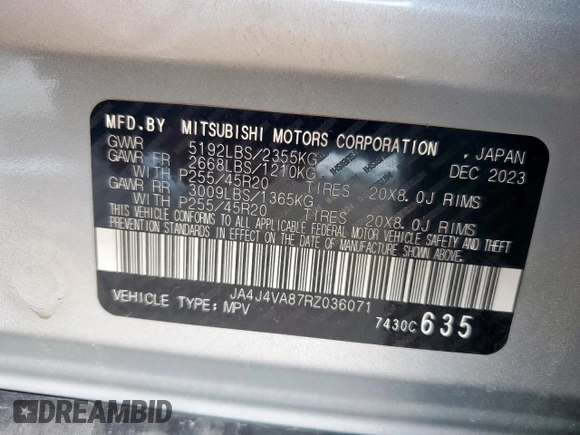 MFD.BY MITSUBISHI MOTORS CORPORATION , JAPAN
GVWR 5192LBS/2355KG DEC 2023
GAWR FR 2668LBS/1210KG
WITH P255/45R20 TIRES 20X8.0J RIMS
GAWR RR 3009LBS/1365KG
WITH P255/45R20 TIRES 20X8.0J RIMS
THIS VEHICLE CONFORMS TO ALL APPLICABLE FEDERAL MOTOR VEHICLE SAFETY AND THEFT
PREVENTION STANDARDS IN EFFECT ON THE DATE OF MANUFACTURE SHOWN ABOVE.
JA4J4VA87RZ036071
VEHICLE TYPE:MPV 7430C 635
DREAMBID